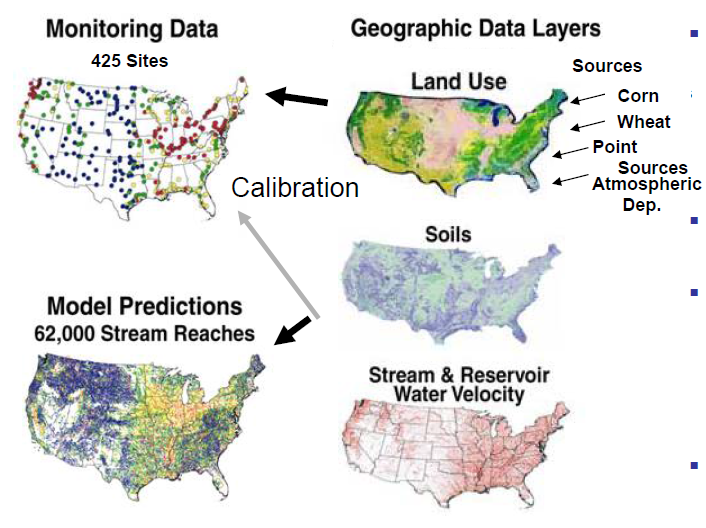 Monitoring Data
425 Sites
Geographic Data Layers
Land Use
Sources
Corn
Wheat
Point
Sources
Atmospheric
Dep.
Calibration
Soils
Model Predictions
62,000 Stream Reaches
Stream & Reservoir
Water Velocity